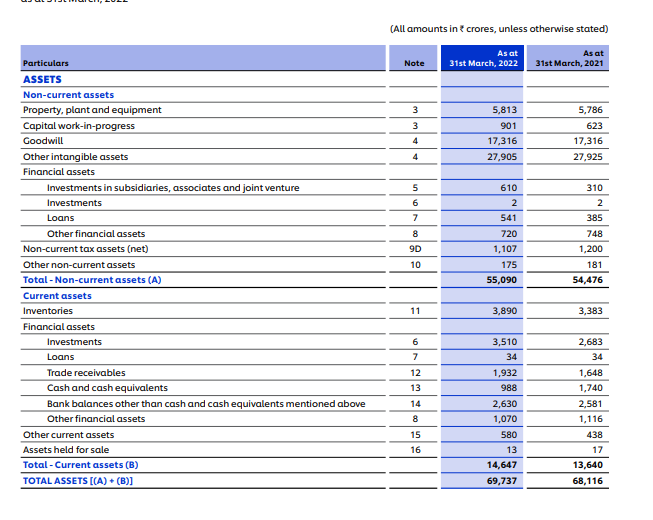 as at 31st March, 2022
(All amounts in ₹ crores, unless otherwise stated)
Particulars Note As at 31st March, 2022 As at 31st March, 2021
ASSETS
Non-current assets
Property, plant and equipment 3 5,813 5,786
Capital work-in-progress 3 901 623
Goodwill 4 17,316 17,316
Other intangible assets 4 27,905 27,925
Financial assets
Investments in subsidiaries, associates and joint venture 5 610 310
Investments 6 2 2
Loans 7 541 385
Other financial assets 8 720 748
Non-current tax assets (net) 9D 1,107 1,200
Other non-current assets 10 175 181
Total - Non-current assets (A) 55,090 54,476
Current assets
Inventories 11 3,890 3,383
Financial assets
Investments 6 3,510 2,683
Loans 7 34 34
Trade receivables 12 1,932 1,648
Cash and cash equivalents 13 988 1,740
Bank balances other than cash and cash equivalents mentioned above 14 2,630 2,581
Other financial assets 8 1,070 1,116
Other current assets 15 580 438
Assets held for sale 16 13 17
Total - Current assets (B) 14,647 13,640
TOTAL ASSETS [(A) + (B)] 69,737 68,116